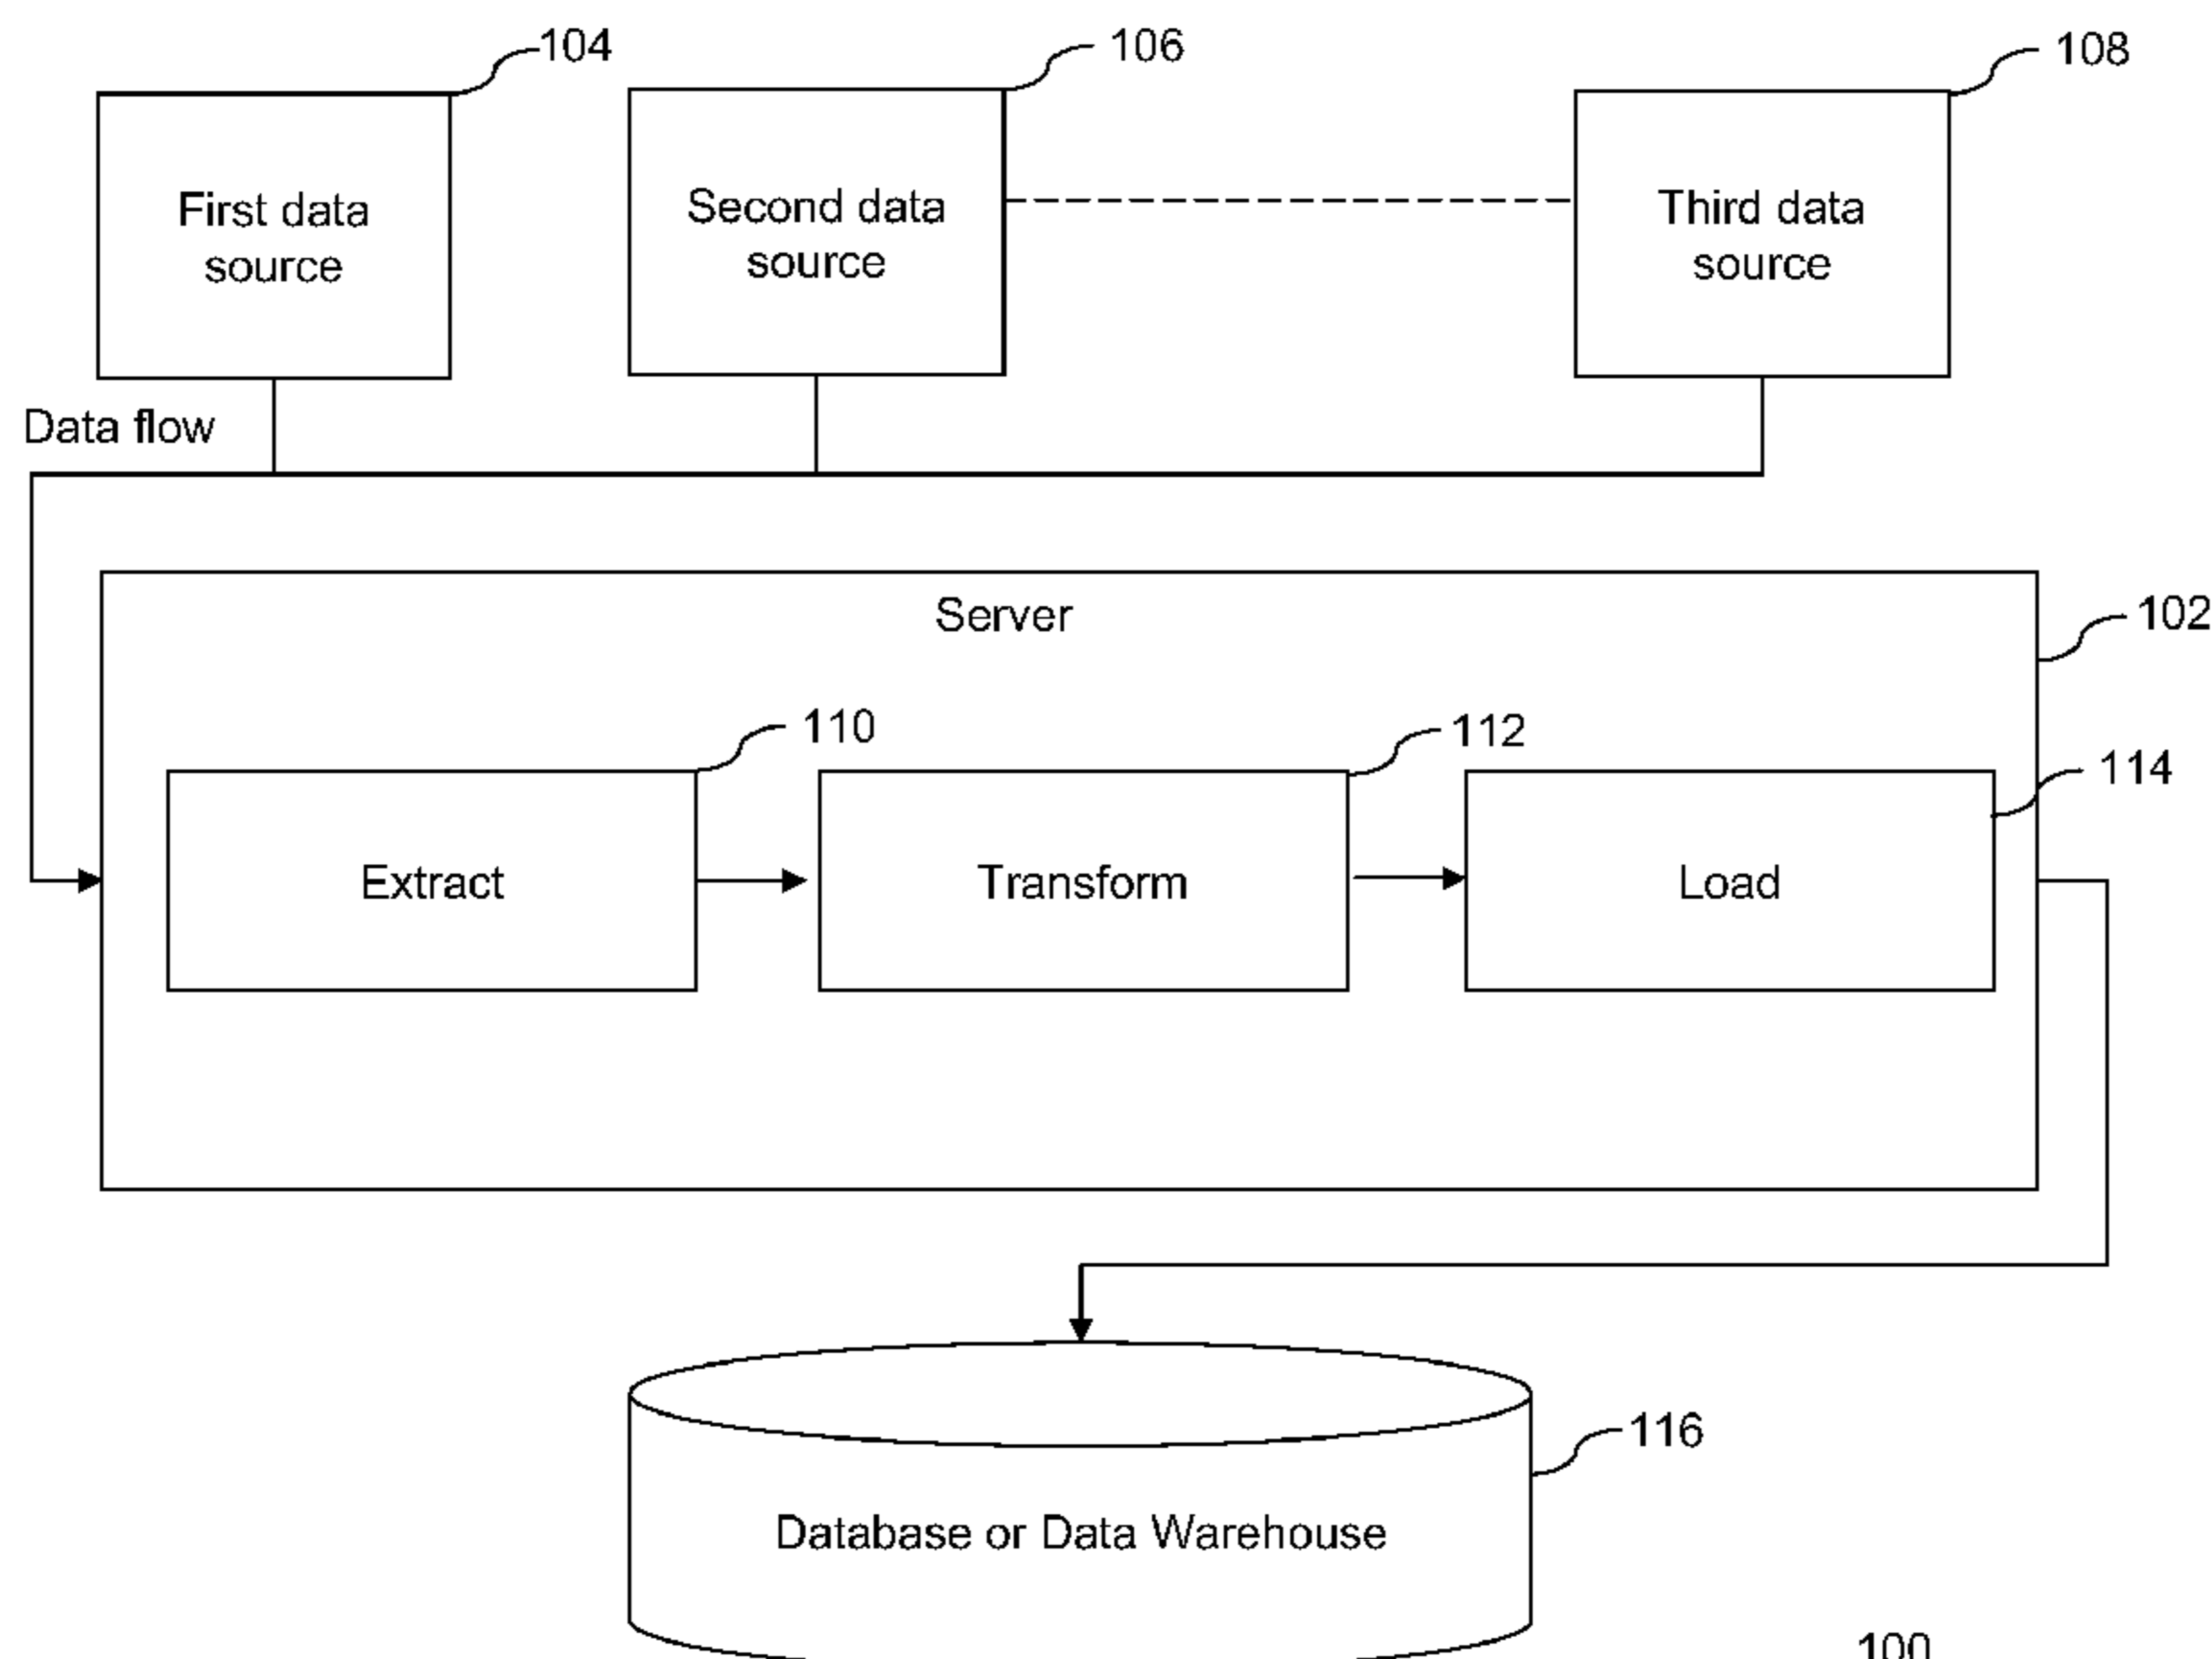 104
106
108
First data
source
Second data
source
Third data
source
Data flow
Server
102
110
112
114
Extract
Transform
Load
116
Database or Data Warehouse
100